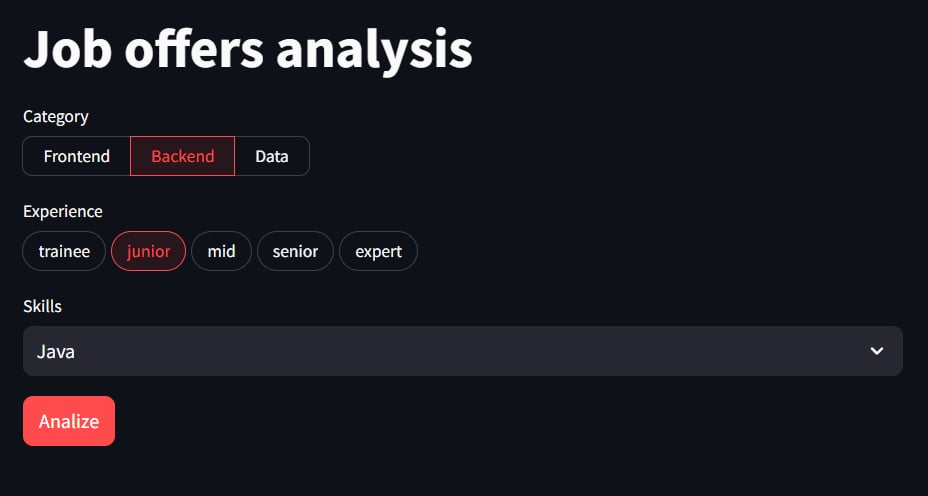 Job offers analysis
Category
Frontend Backend Data
Experience
trainee junior mid senior expert
Skills
Java
Analize